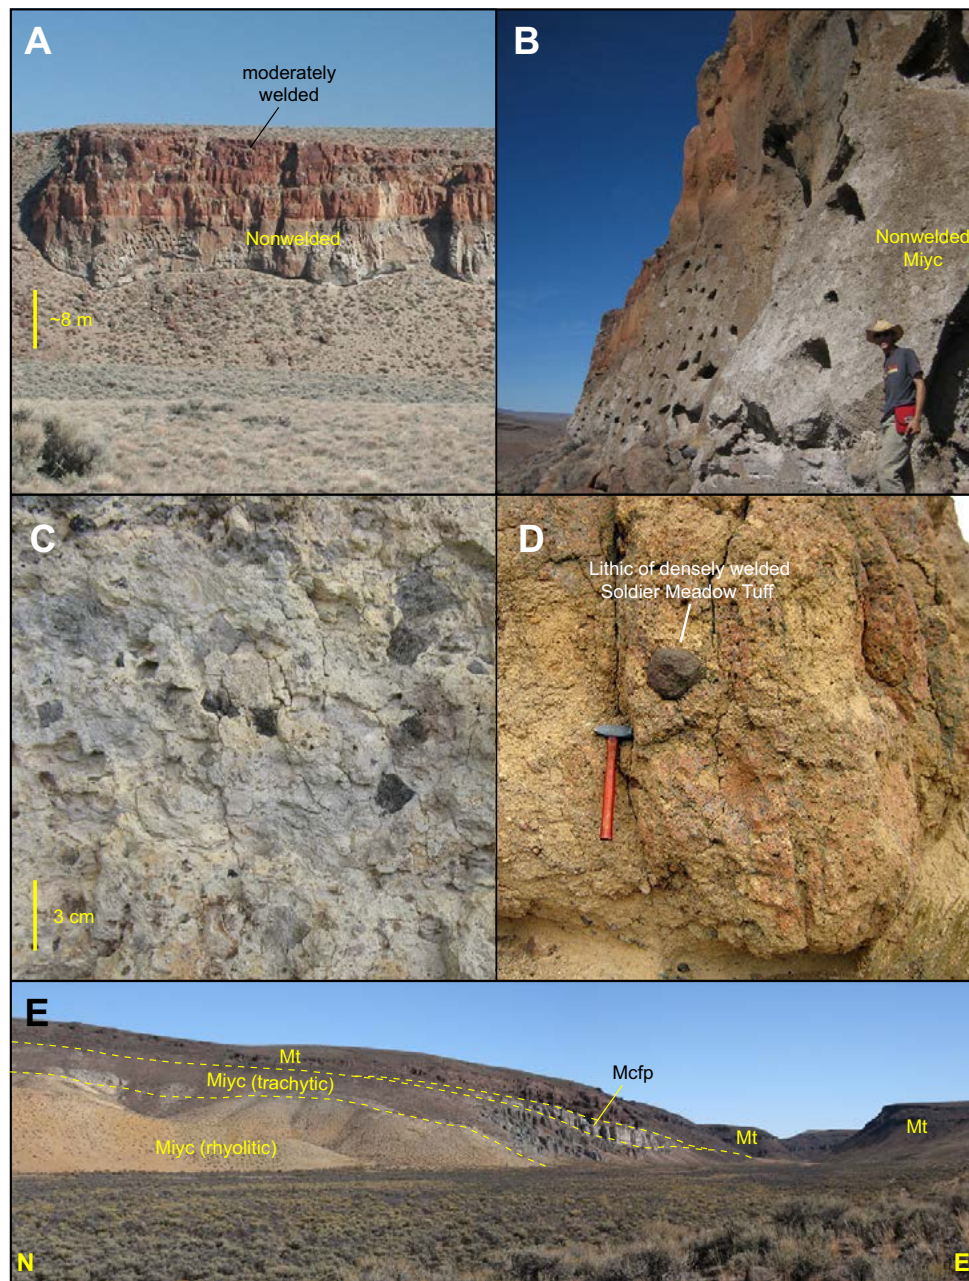 A
moderately
welded
Nonwelded
~8 m
B
Nonwelded
Miyc
C
3 cm
D
Lithic of densely welded
Soldier Meadow Tuff
E
Mt
Miyc (trachytic)
Mcfp
Mt
Mt
Miyc (rhyolitic)
N
E